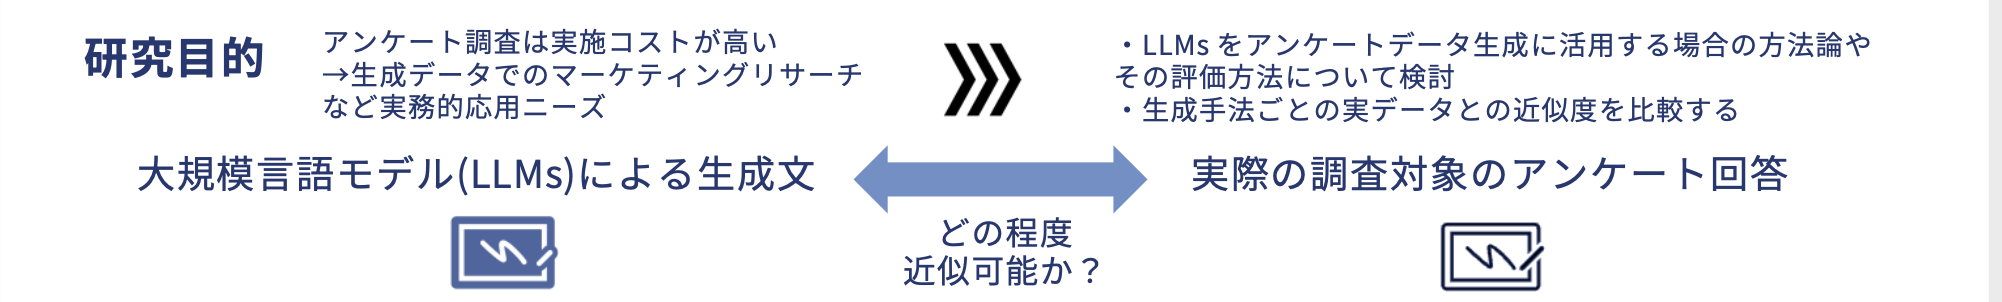 研究目的
アンケート調査は実施コストが高い
→生成データでのマーケティングリサーチ
など実務的応用ニーズ
・LLMs をアンケートデータ生成に活用する場合の方法論や
その評価方法について検討
・生成手法ごとの実データとの近似度を比較する
大規模言語モデル(LLMs)による生成文
実際の調査対象のアンケート回答
どの程度
近似可能か？